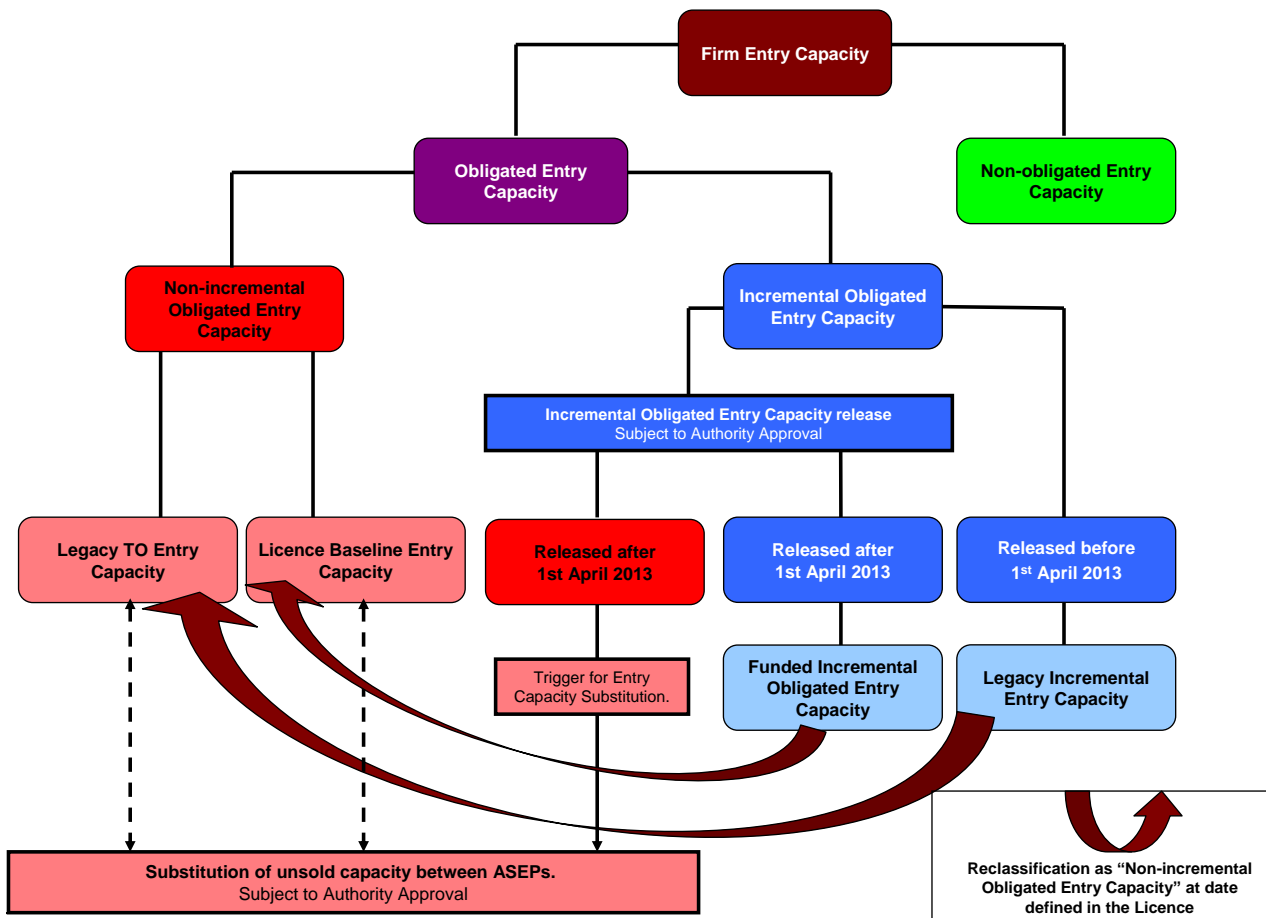 Firm Entry Capacity
Obligated Entry
Capacity
Non-obligated Entry
Capacity
Non-incremental
Obligated Entry
Capacity
Incremental Obligated
Entry Capacity
Incremental Obligated Entry Capacity release
Subject to Authority Approval
Legacy TO Entry
Capacity
Licence Baseline Entry
Capacity
Released after
1st April 2013
Released after
1st April 2013
Released before
1st April 2013
Trigger for Entry
Capacity Substitution.
Funded Incremental
Obligated Entry
Capacity
Legacy Incremental
Entry Capacity
Substitution of unsold capacity between ASEPs.
Subject to Authority Approval
Reclassification as “Non-incremental
Obligated Entry Capacity” at date
defined in the Licence